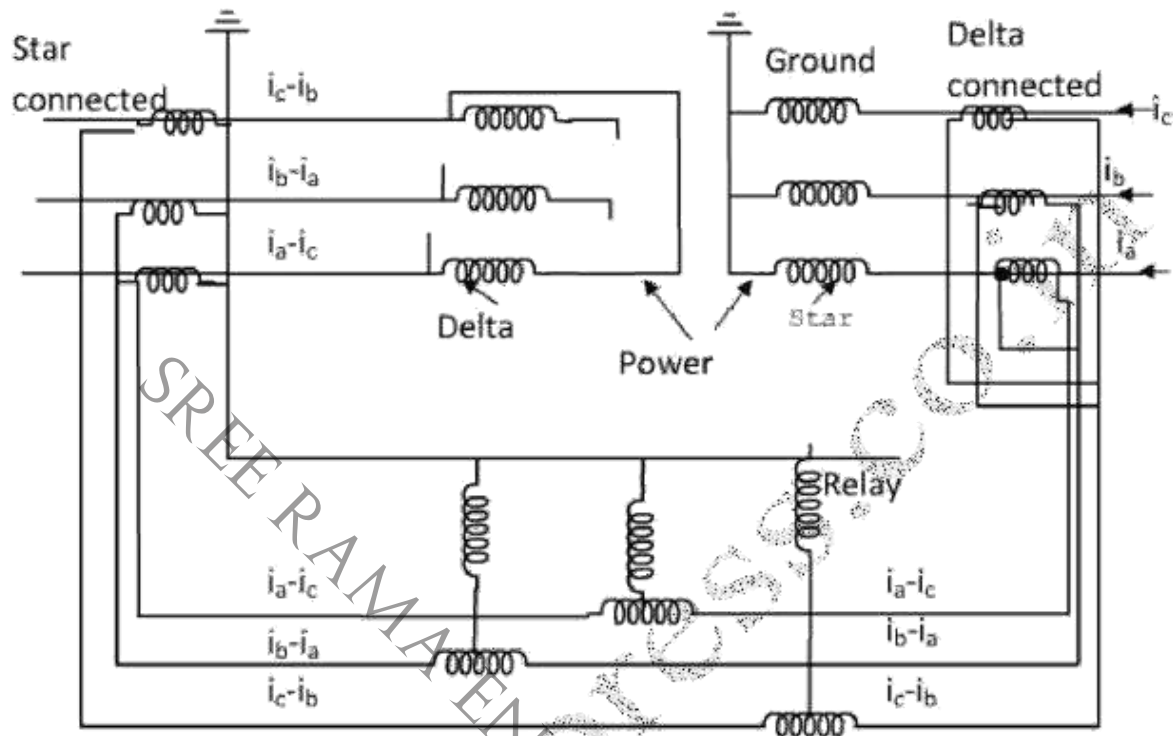 Star
connected
i_c-i_b
i_b-i_a
i_a-i_c
Delta
Power
Ground
Star
Delta
connected
i_c
i_b
i_a
Relay
i_a-i_c
i_b-i_a
i_c-i_b
i_a-i_c
i_b-i_a
i_c-i_b
SREE RAMA EN